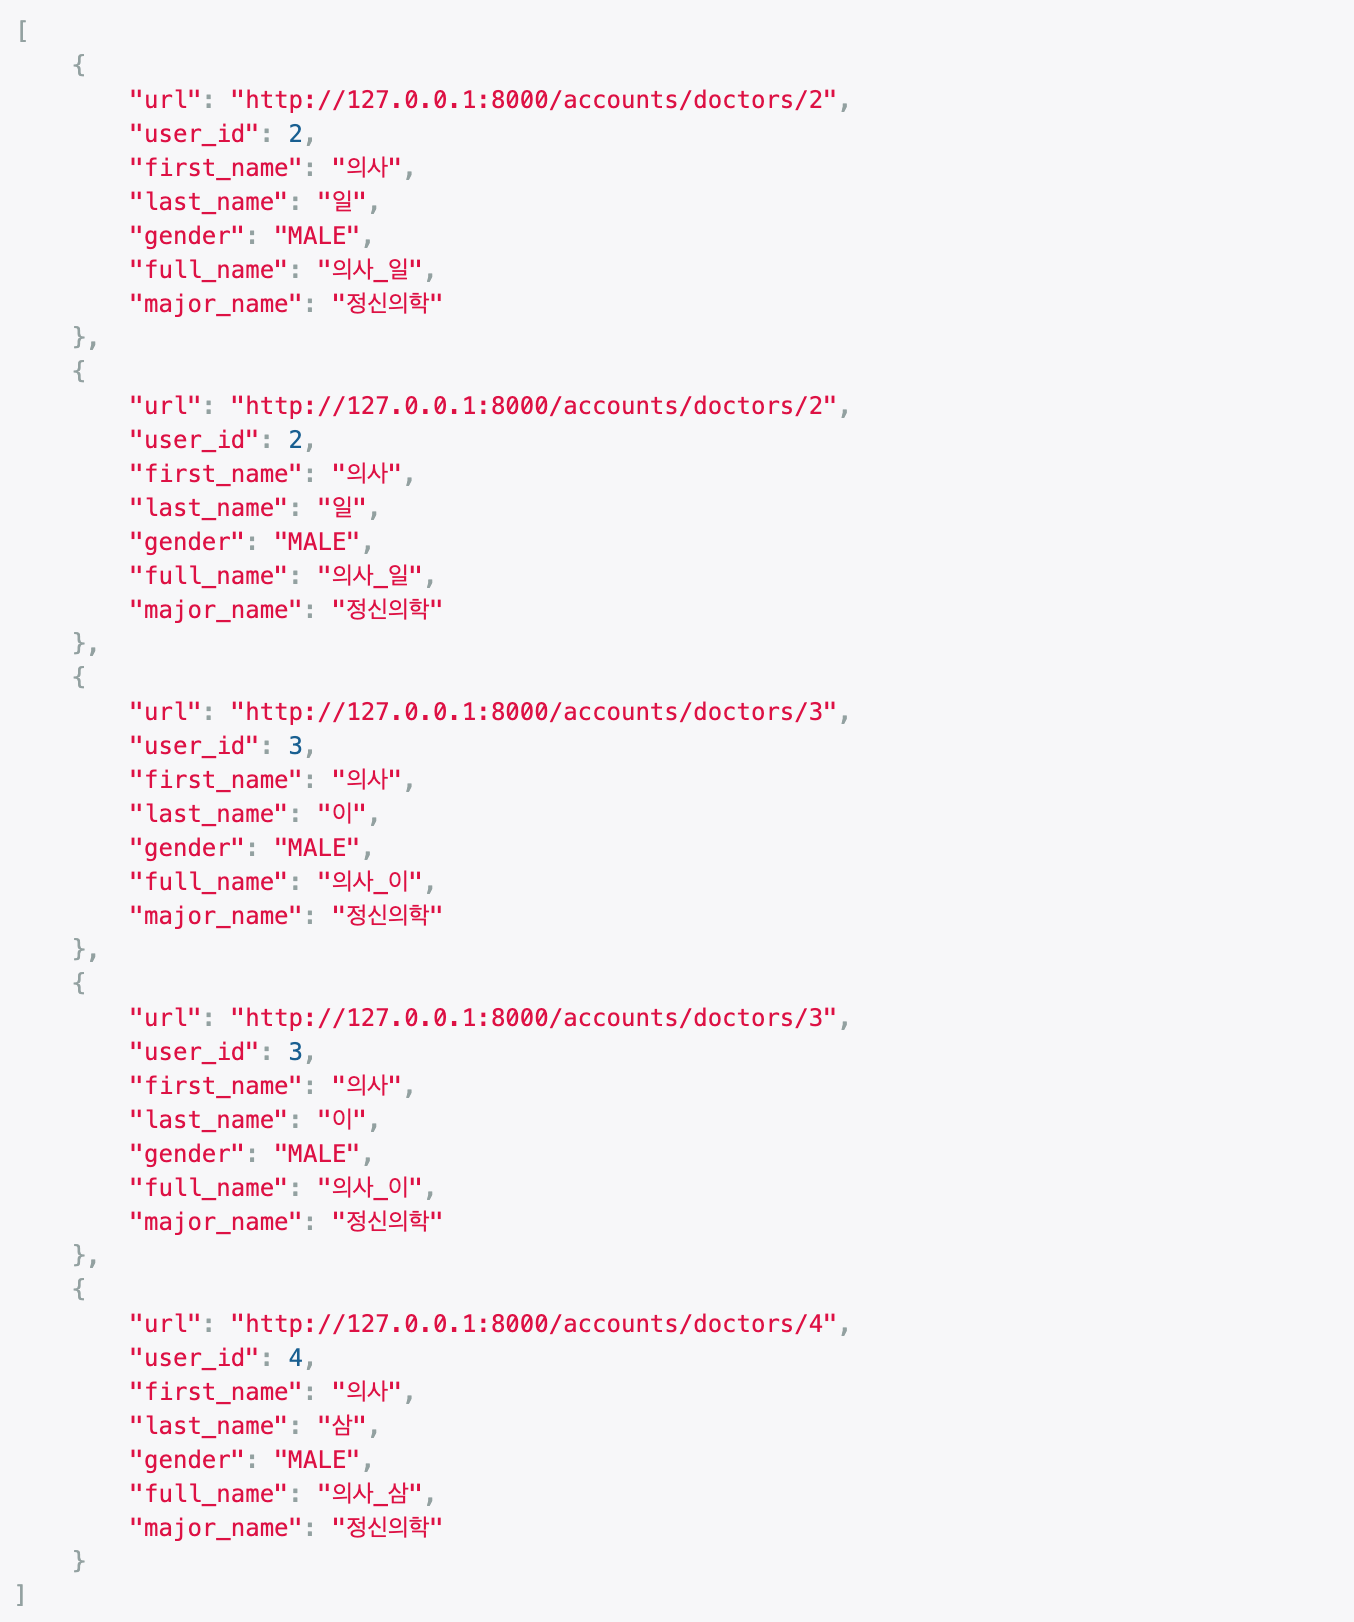 [
    {
        "url": "http://127.0.0.1:8000/accounts/doctors/2",
        "user_id": 2,
        "first_name": "의사",
        "last_name": "일",
        "gender": "MALE",
        "full_name": "의사_일",
        "major_name": "정신의학"
    },
    {
        "url": "http://127.0.0.1:8000/accounts/doctors/2",
        "user_id": 2,
        "first_name": "의사",
        "last_name": "일",
        "gender": "MALE",
        "full_name": "의사_일",
        "major_name": "정신의학"
    },
    {
        "url": "http://127.0.0.1:8000/accounts/doctors/3",
        "user_id": 3,
        "first_name": "의사",
        "last_name": "이",
        "gender": "MALE",
        "full_name": "의사_이",
        "major_name": "정신의학"
    },
    {
        "url": "http://127.0.0.1:8000/accounts/doctors/3",
        "user_id": 3,
        "first_name": "의사",
        "last_name": "이",
        "gender": "MALE",
        "full_name": "의사_이",
        "major_name": "정신의학"
    },
    {
        "url": "http://127.0.0.1:8000/accounts/doctors/4",
        "user_id": 4,
        "first_name": "의사",
        "last_name": "삼",
        "gender": "MALE",
        "full_name": "의사_삼",
        "major_name": "정신의학"
    }
]